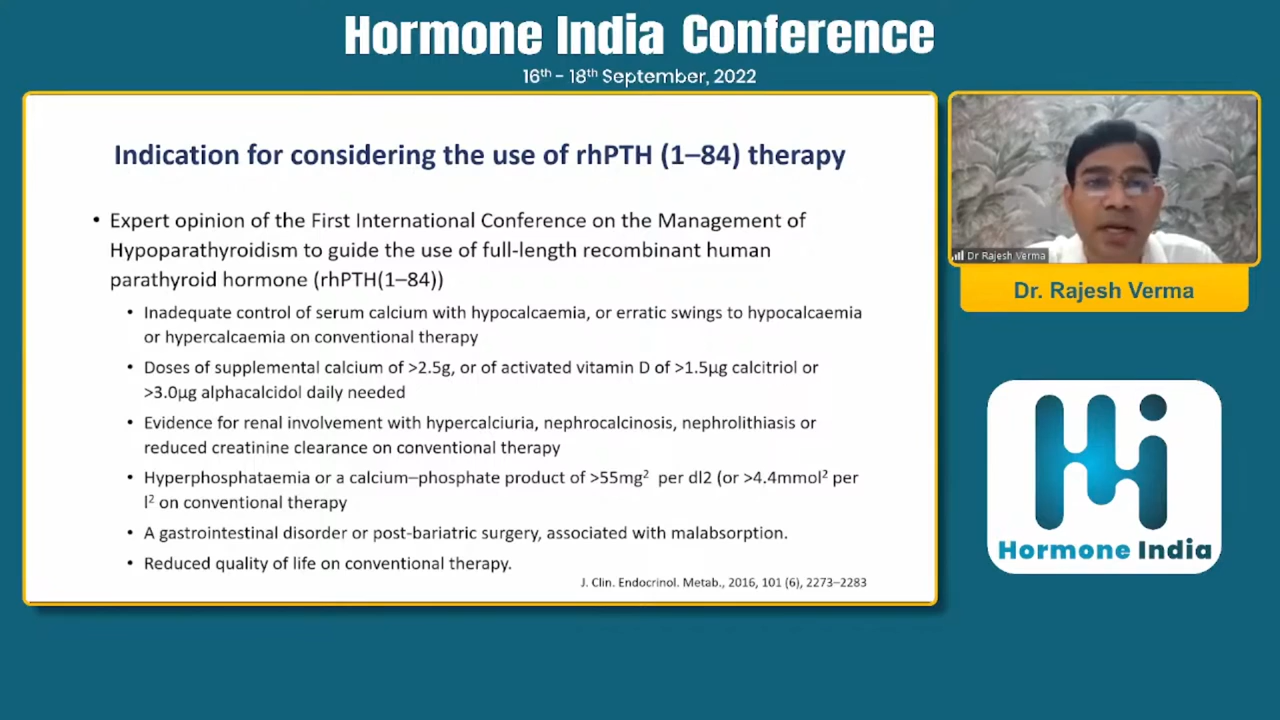 Hormone India Conference
16th - 18th September, 2022
Indication for considering the use of rhPTH (1–84) therapy
• Expert opinion of the First International Conference on the Management of
Hypoparathyroidism to guide the use of full-length recombinant human
parathyroid hormone (rhPTH(1–84))
• Inadequate control of serum calcium with hypocalcaemia, or erratic swings to hypocalcaemia
or hypercalcaemia on conventional therapy
• Doses of supplemental calcium of >2.5g, or of activated vitamin D of >1.5µg calcitriol or
>3.0µg alphacalcidol daily needed
• Evidence for renal involvement with hypercalciuria, nephrocalcinosis, nephrolithiasis or
reduced creatinine clearance on conventional therapy
• Hyperphosphataemia or a calcium–phosphate product of >55mg² per dl2 (or >4.4mmol² per
l² on conventional therapy
• A gastrointestinal disorder or post-bariatric surgery, associated with malabsorption.
• Reduced quality of life on conventional therapy.
J. Clin. Endocrinol. Metab., 2016, 101 (6), 2273–2283
Dr Rajesh Verma
Dr. Rajesh Verma
Hi
Hormone India